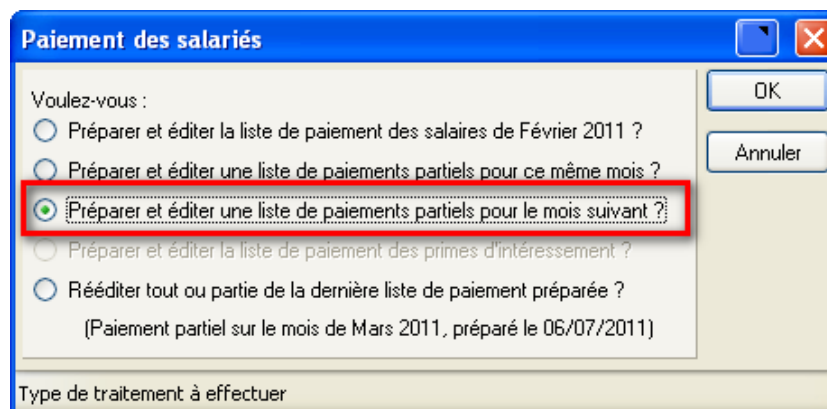 Paiement des salariés
Voulez-vous :
Préparer et éditer la liste de paiement des salaires de Février 2011 ?
Préparer et éditer une liste de paiements partiels pour ce même mois ?
Préparer et éditer une liste de paiements partiels pour le mois suivant ?
Préparer et éditer la liste de paiement des primes d'intéressement ?
Rééditer tout ou partie de la dernière liste de paiement préparée ?
(Paiement partiel sur le mois de Mars 2011, préparé le 06/07/2011)
OK
Annuler
Type de traitement à effectuer